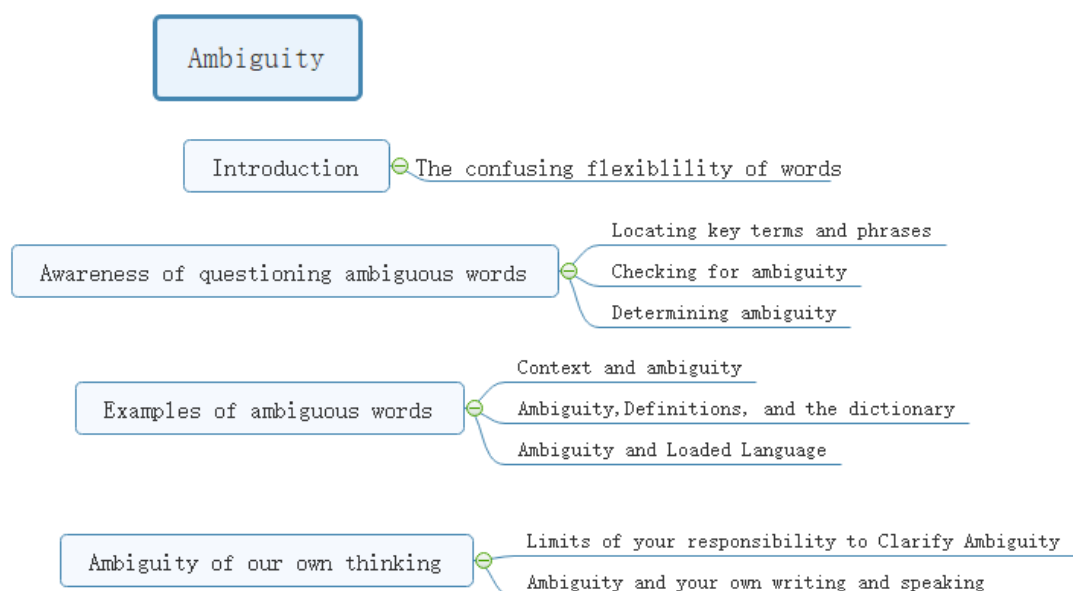 Ambiguity
Introduction
The confusing flexiblility of words
Awareness of questioning ambiguous words
Locating key terms and phrases
Checking for ambiguity
Determining ambiguity
Examples of ambiguous words
Context and ambiguity
Ambiguity,Definitions, and the dictionary
Ambiguity and Loaded Language
Ambiguity of our own thinking
Limits of your responsibility to Clarify Ambiguity
Ambiguity and your own writing and speaking